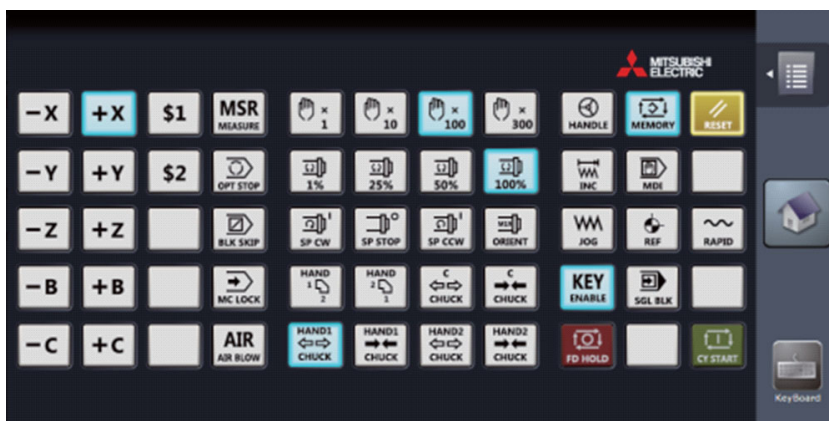 MITSUBISHI
ELECTRIC
−X +X $1 MSR MEASURE × 1 × 10 × 100 × 300 HANDLE MEMORY RESET
−Y +Y $2 OPT STOP 1% 25% 50% 100% INC MDI
−Z +Z BLK SKIP SP CW SP STOP SP CCW ORIENT JOG REF RAPID
−B +B MC LOCK HAND 1 2 HAND 2 1 C CHUCK C CHUCK KEY ENABLE SGL BLK
−C +C AIR AIR BLOW HAND1 CHUCK HAND1 CHUCK HAND2 CHUCK HAND2 CHUCK FD HOLD CY START
KeyBoard